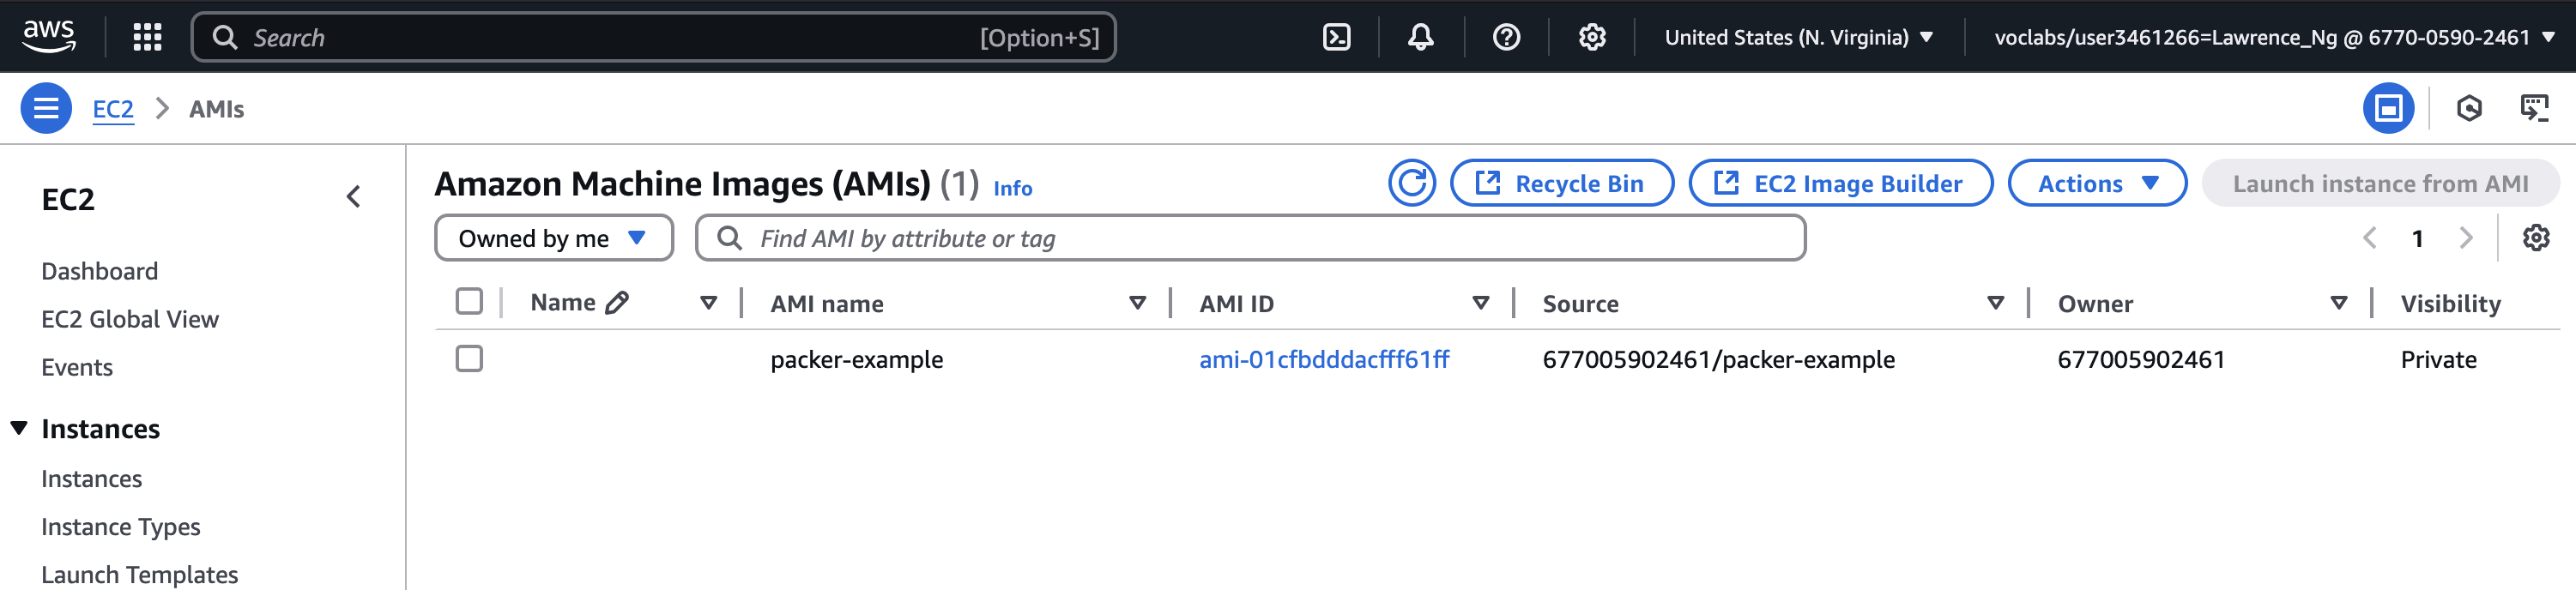 aws
Search [Option+S] United States (N. Virginia) voclabs/user3461266=Lawrence_Ng @ 6770-0590-2461
EC2 AMIs
EC2
Dashboard
EC2 Global View
Events
Instances
Instances
Instance Types
Launch Templates
Amazon Machine Images (AMIs) (1) Info Recycle Bin EC2 Image Builder Actions Launch instance from AMI
Owned by me Find AMI by attribute or tag 1
Name AMI name AMI ID Source Owner Visibility
packer-example ami-01cfbdddacfff61ff 677005902461/packer-example 677005902461 Private